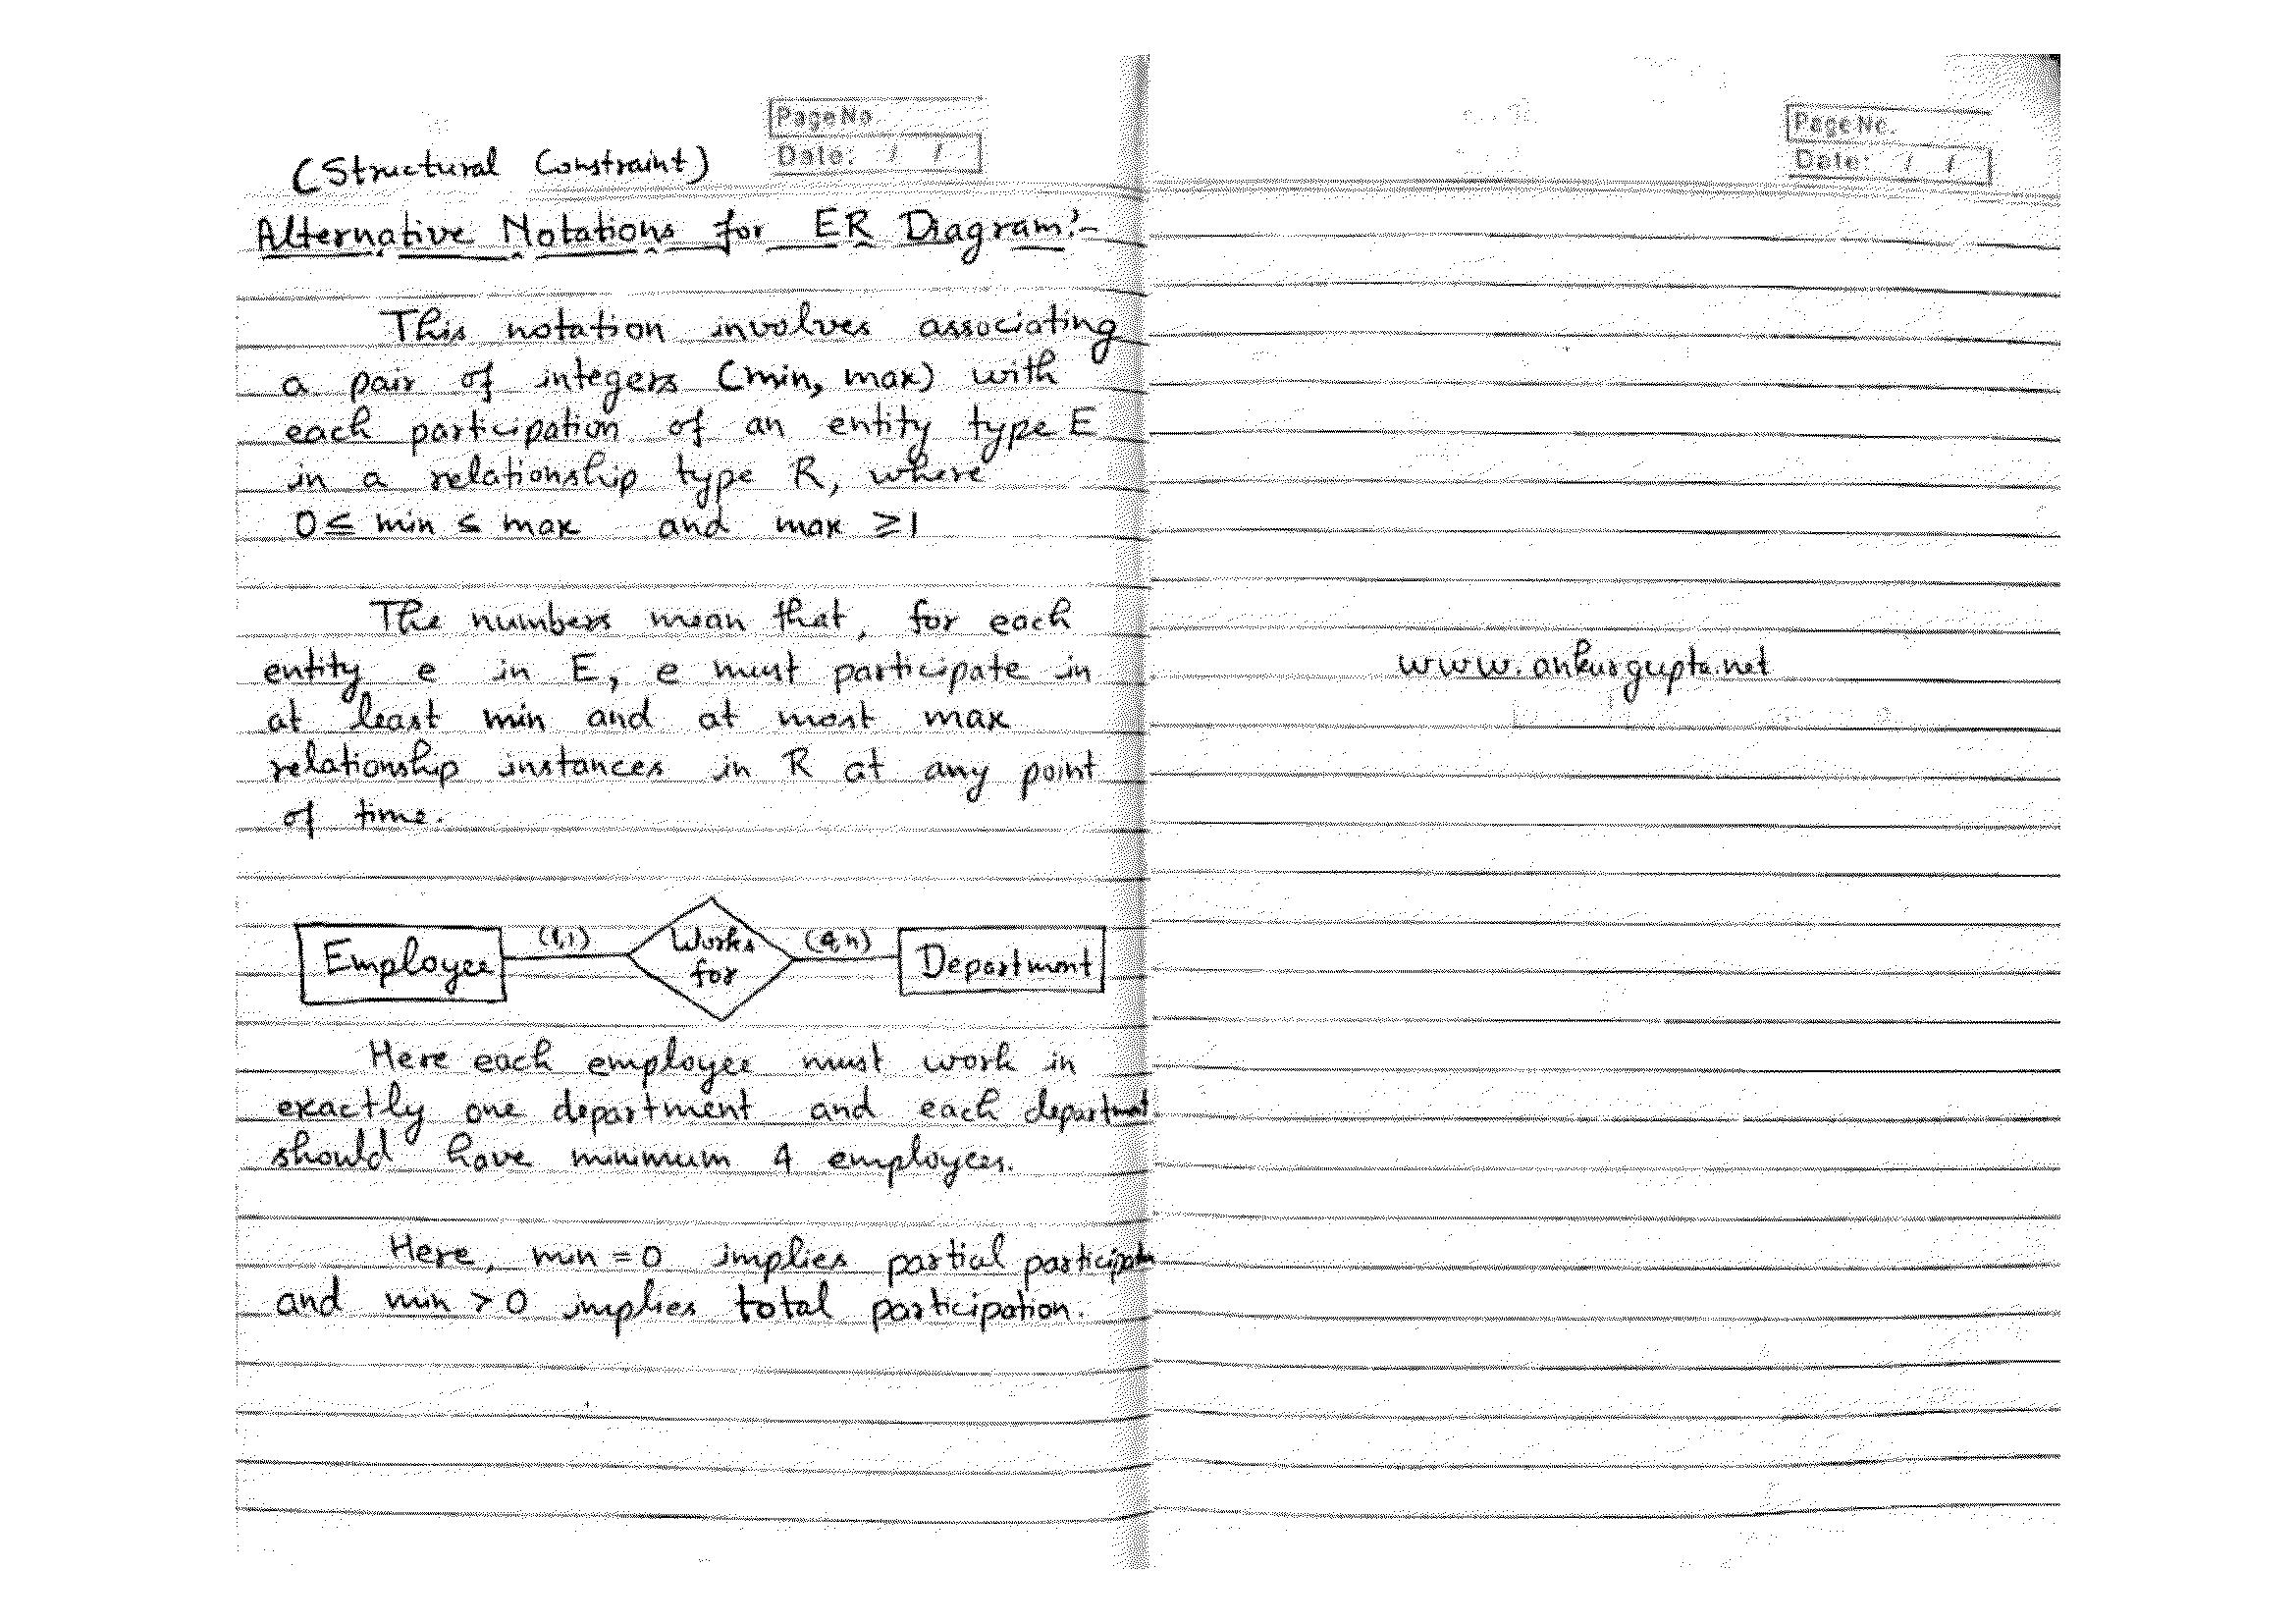 Page No.
Date: / /
(Structural Constraint)
Alternative Notations for ER Diagram:-
This notation involves associating
a pair of integers (min, max) with
each participation of an entity type E
in a relationship type R, where
0 ≤ min ≤ max and max ≥ 1
The numbers mean that, for each
entity e in E, e must participate in
at least min and at most max
relationship instances in R at any point
of time.
Employee (1,1) Works for (4,n) Department
Here each employee must work in
exactly one department and each department
should have minimum 4 employees.
Here, min = 0 implies partial participation
and min > 0 implies total participation.
Page No.
Date: / /
www.ankurgupta.net